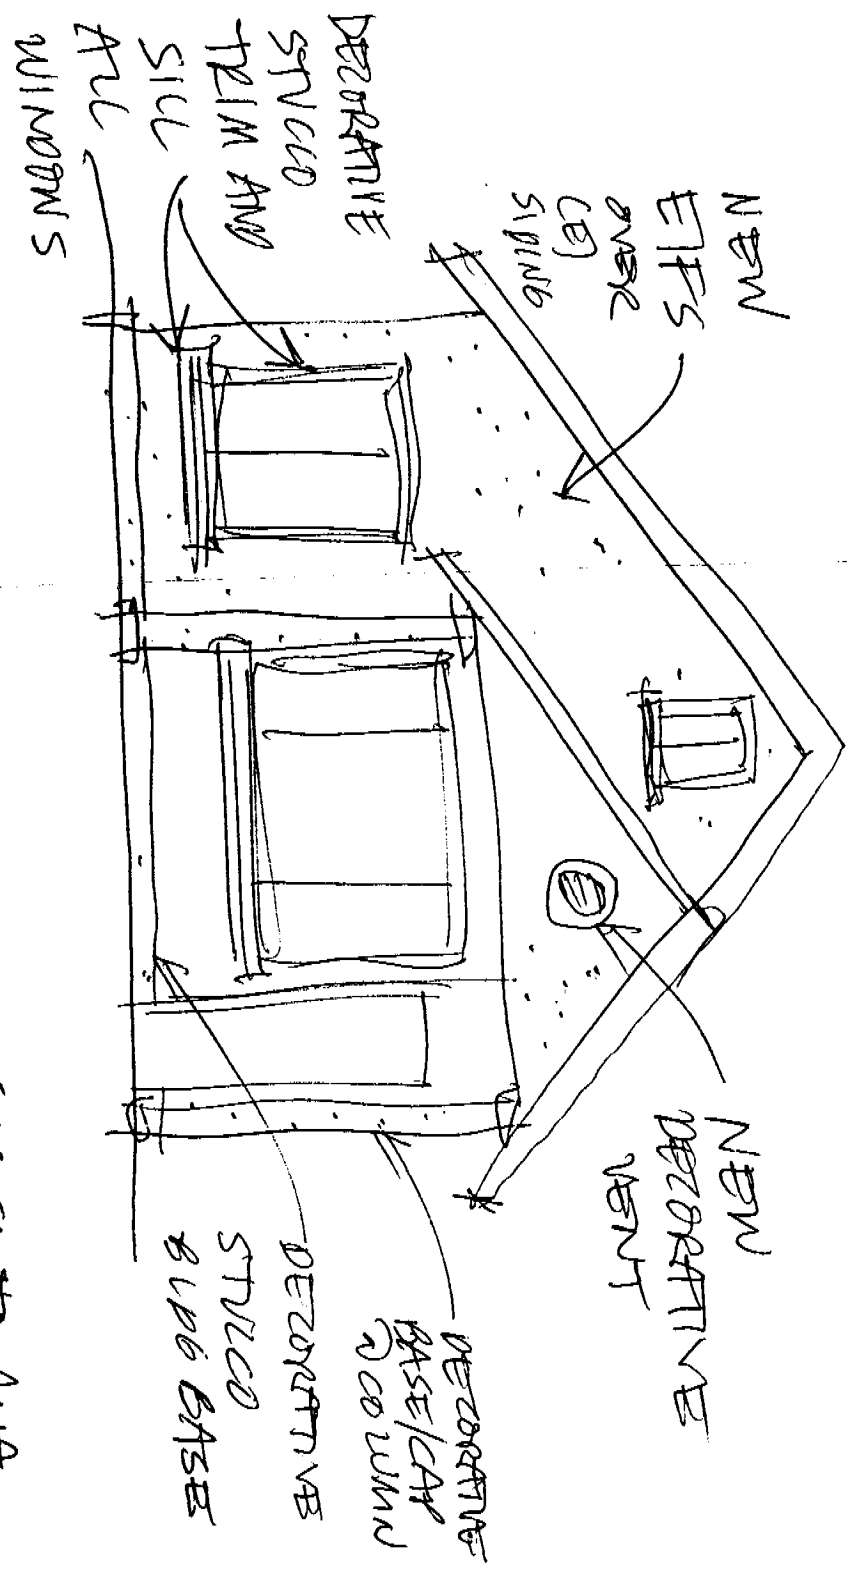 NEW
EIFS
OVER
(E)
SIDING
DECORATIVE
STUCCO
TRIM AND
SILL
ALL
WINDOWS
NEW
DECORATIVE
VENT
DECORATIVE
BASE/CAP
@ COLUMN
DECORATIVE
STUCCO
BLDG BASE